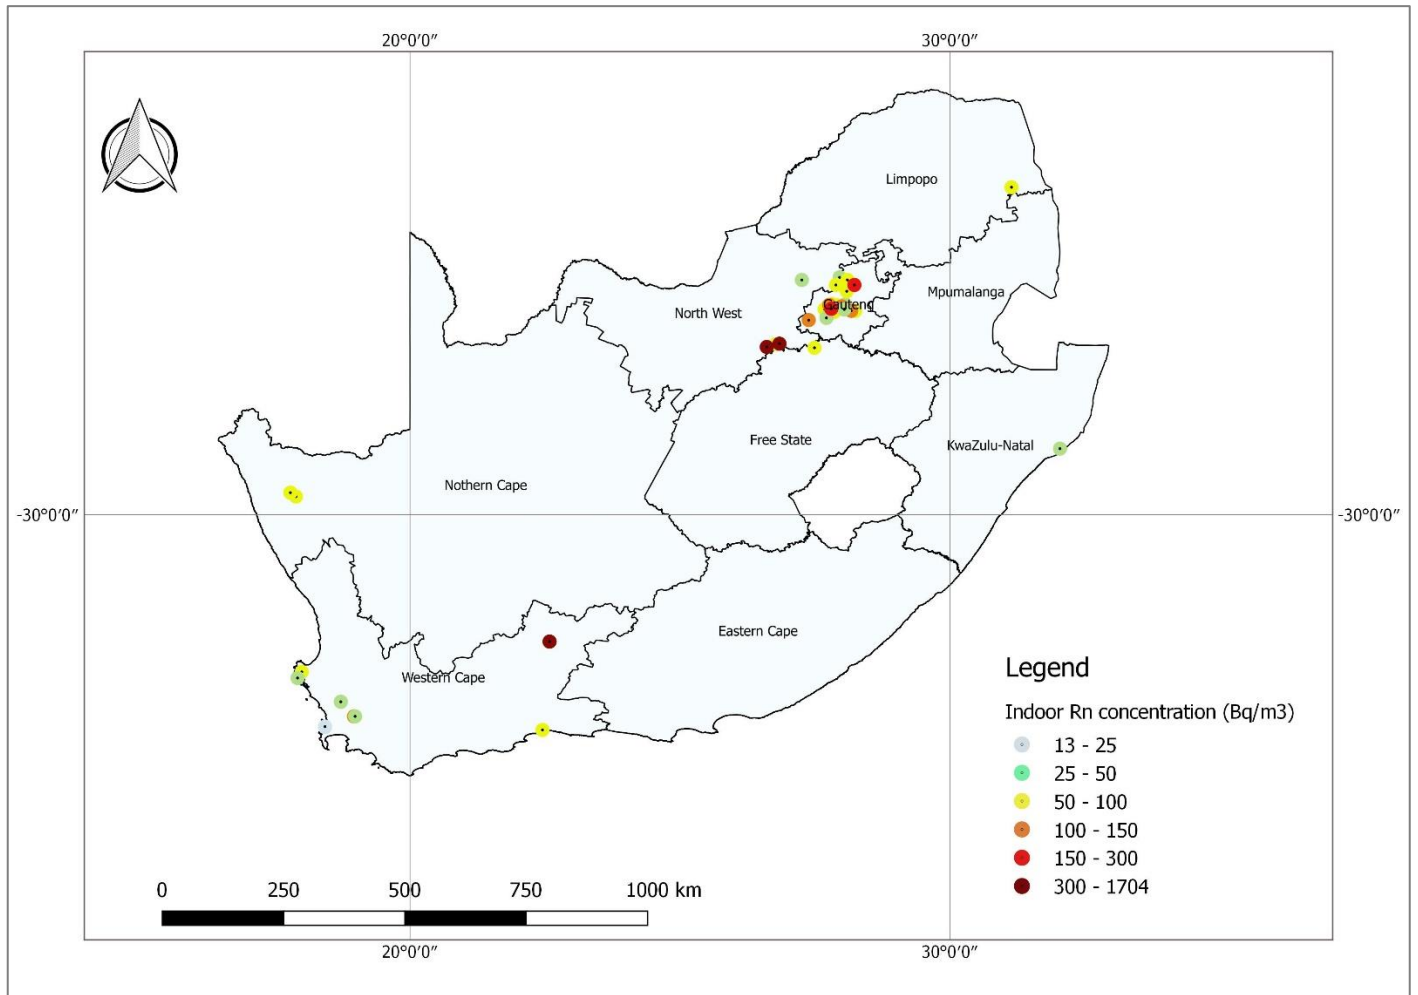 20°0'0" 30°0'0"
Limpopo
Mpumalanga
Gauteng
North West
Free State
KwaZulu-Natal
Nothern Cape
-30°0'0" -30°0'0"
Eastern Cape
Western Cape
Legend
Indoor Rn concentration (Bq/m3)
13 - 25
25 - 50
50 - 100
100 - 150
150 - 300
300 - 1704
0 250 500 750 1000 km
20°0'0" 30°0'0"